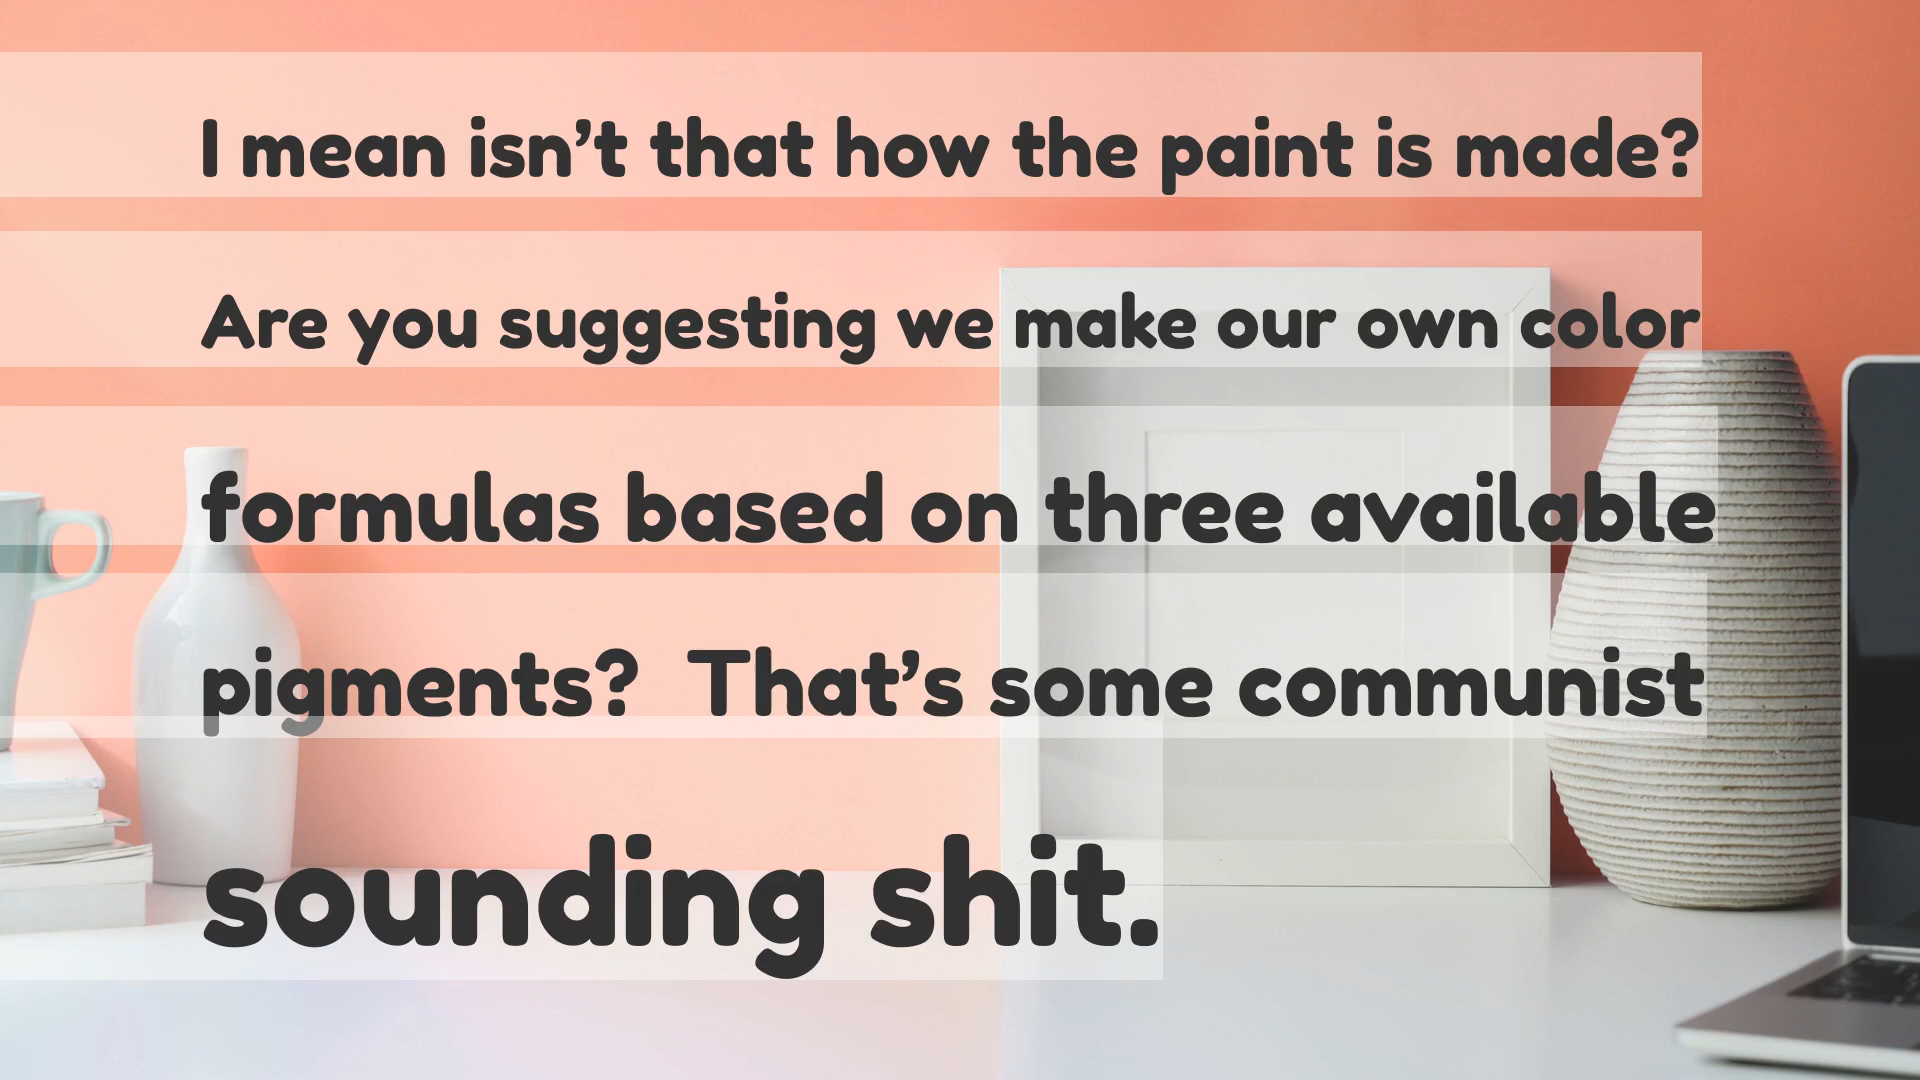 I mean isn’t that how the paint is made?
Are you suggesting we make our own color
formulas based on three available
pigments?  That’s some communist
sounding shit.